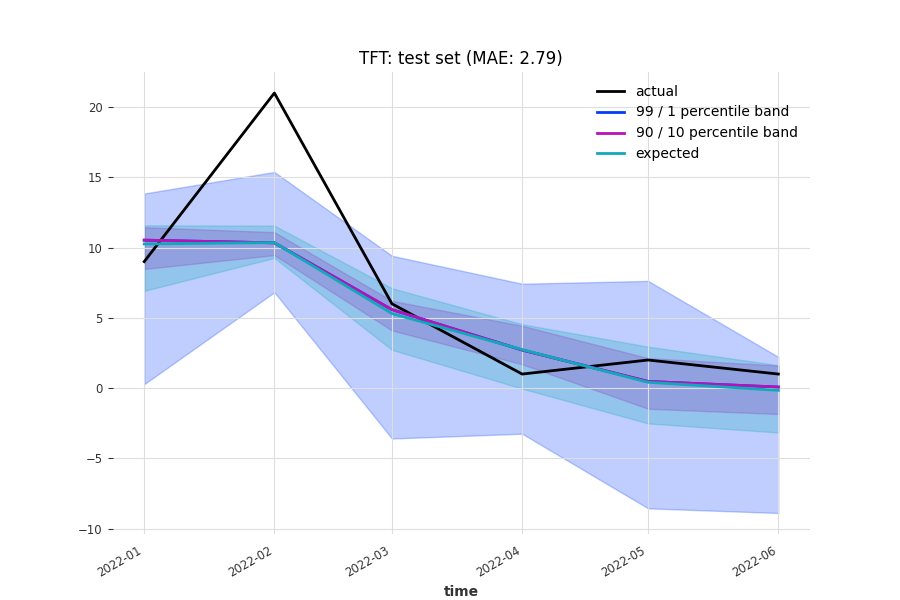 TFT: test set (MAE: 2.79)
actual
99 / 1 percentile band
90 / 10 percentile band
expected
20
15
10
5
0
−5
−10
2022-01
2022-02
2022-03
2022-04
2022-05
2022-06
time